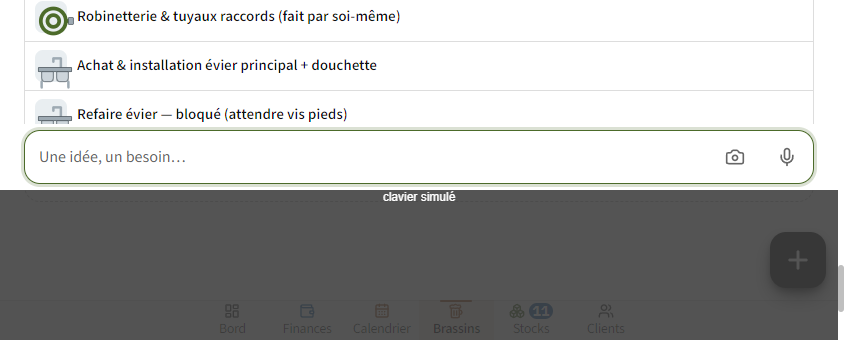 Robinetterie & tuyaux raccords (fait par soi-même)
Achat & installation évier principal + douchette
Refaire évier — bloqué (attendre vis pieds)
Une idée, un besoin…
clavier simulé
Bord
Finances
Calendrier
Brassins
11
Stocks
Clients